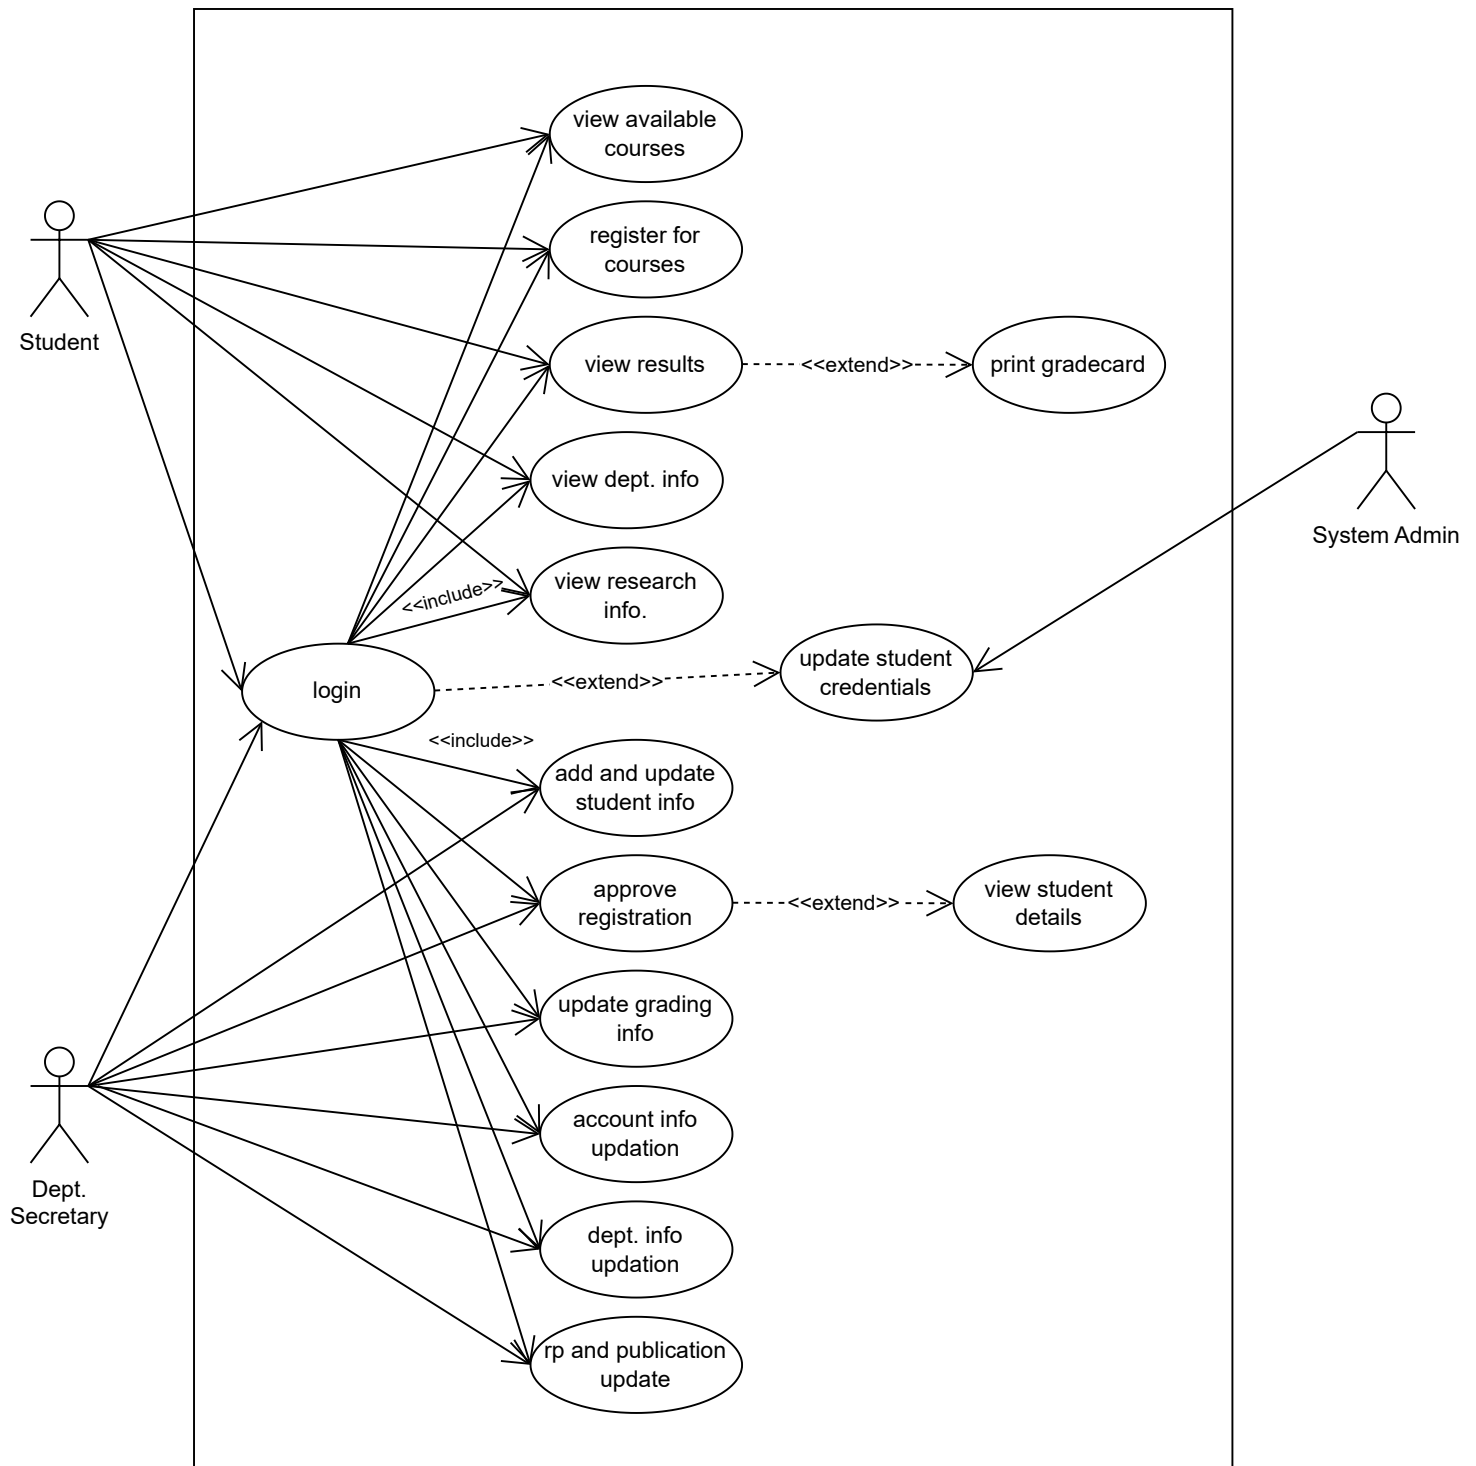 view available
courses
register for
courses
Student
view results
<<extend>>
print gradecard
view dept. info
System Admin
view research
info.
<<include>>
login
<<extend>>
update student
credentials
<<include>>
add and update
student info
approve
registration
<<extend>>
view student
details
update grading
info
account info
updation
Dept.
Secretary
dept. info
updation
rp and publication
update